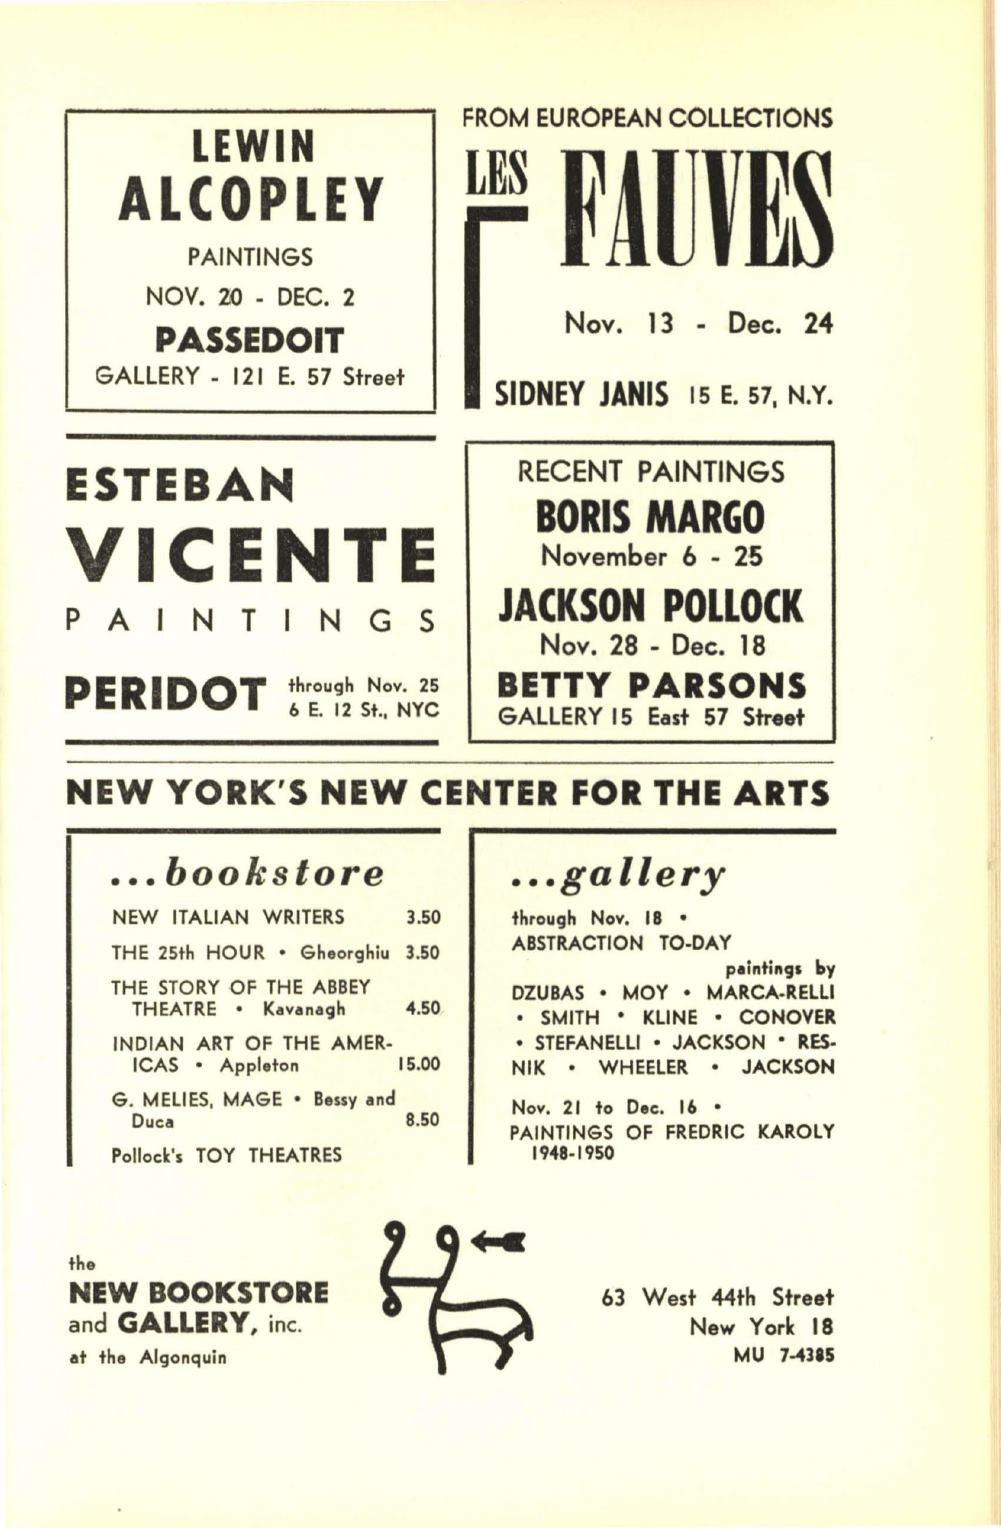 LEWIN
ALCOPLEY
PAINTINGS
NOV. 20 - DEC. 2
PASSEDOIT
GALLERY - 121 E. 57 Street
FROM EUROPEAN COLLECTIONS
LES FAUVES
Nov. 13 - Dec. 24
SIDNEY JANIS 15 E. 57, N.Y.
ESTEBAN
VICENTE
PAINTINGS
PERIDOT through Nov. 25
6 E. 12 St., NYC
RECENT PAINTINGS
BORIS MARGO
November 6 - 25
JACKSON POLLOCK
Nov. 28 - Dec. 18
BETTY PARSONS
GALLERY 15 East 57 Street
NEW YORK'S NEW CENTER FOR THE ARTS
...bookstore
NEW ITALIAN WRITERS 3.50
THE 25th HOUR • Gheorghiu 3.50
THE STORY OF THE ABBEY
THEATRE • Kavanagh 4.50
INDIAN ART OF THE AMER-
ICAS • Appleton 15.00
G. MELIES, MAGE • Bessy and
Duca 8.50
Pollock's TOY THEATRES
...gallery
through Nov. 18 •
ABSTRACTION TO-DAY
paintings by
DZUBAS • MOY • MARCA-RELLI
• SMITH • KLINE • CONOVER
• STEFANELLI • JACKSON • RES-
NIK • WHEELER • JACKSON
Nov. 21 to Dec. 16 •
PAINTINGS OF FREDRIC KAROLY
1948-1950
the
NEW BOOKSTORE
and GALLERY, inc.
at the Algonquin
63 West 44th Street
New York 18
MU 7-4385